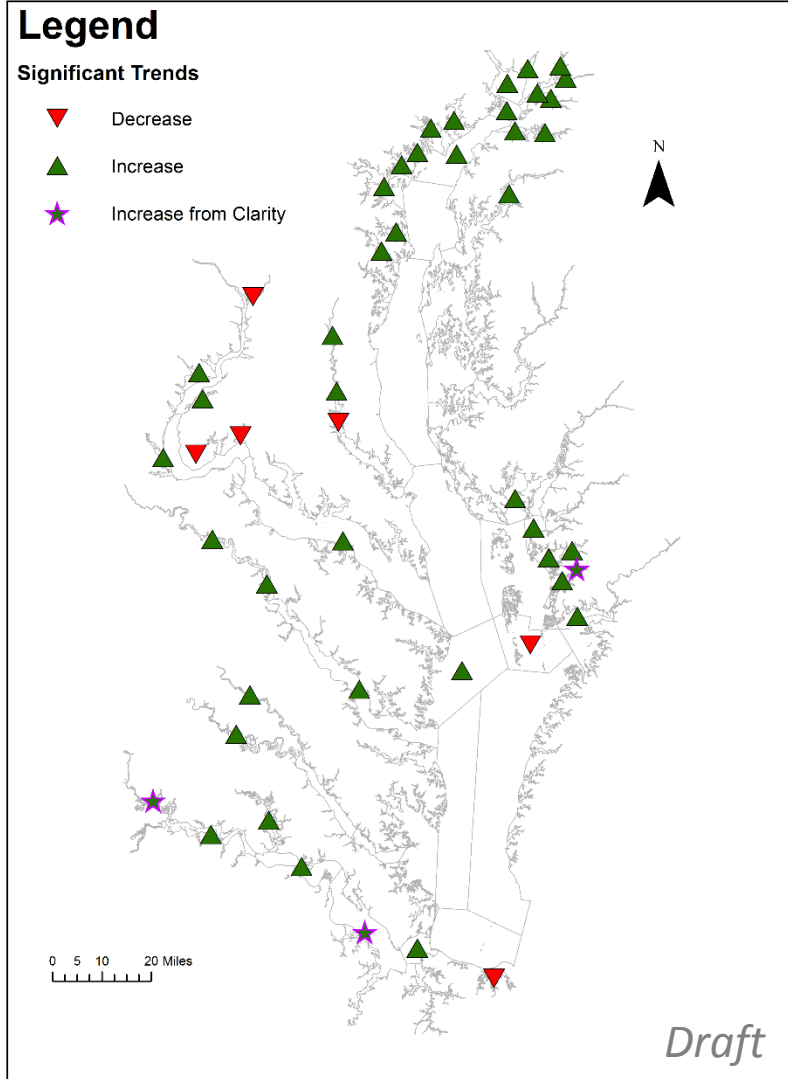 Legend
Significant Trends
Decrease
Increase
Increase from Clarity
N
0 5 10 20 Miles
Draft